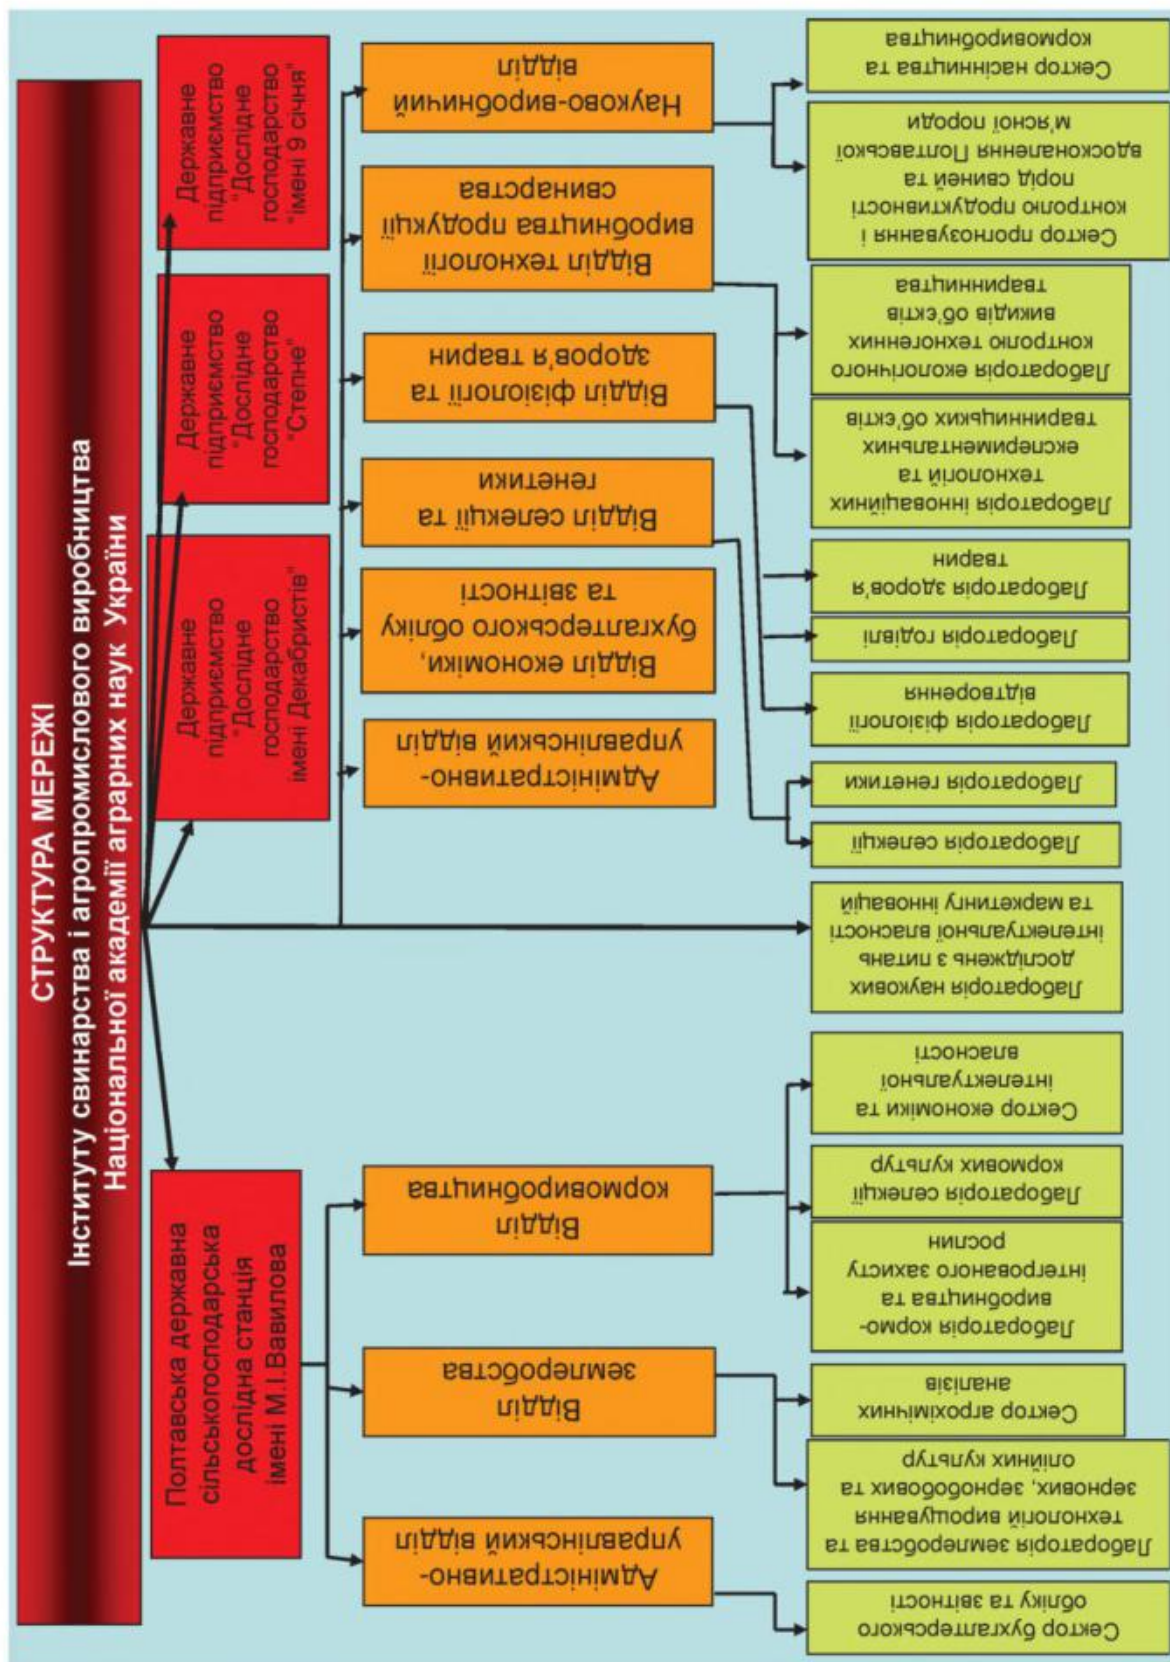 СТРУКТУРА МЕРЕЖІ
Інституту свинарства і агропромислового виробництва
Національної академії аграрних наук України
Полтавська державна
сільськогосподарська
дослідна станція
імені М.І.Вавилова
Державне
підприємство
"Дослідне
господарство
імені Декабристів"
Державне
підприємство
"Дослідне
господарство
"Степне"
Державне
підприємство
"Дослідне
господарство
"імені 9 січня"
Адміністративно-
управлінський відділ
Відділ
землеробства
Відділ
кормовиробництва
Адміністративно-
управлінський відділ
Відділ економіки,
бухгалтерського обліку
та звітності
Відділ селекції та
генетики
Відділ фізіології та
здоров'я тварин
Відділ технології
виробництва продукції
свинарства
Науково-виробничий
відділ
Сектор бухгалтерського
обліку та звітності
Лабораторія землеробства та
технологій вирощування
зернових, зернобобових та
олійних культур
Сектор агрохімічних
аналізів
Лабораторія кормо-
виробництва та
інтегрованого захисту
рослин
Лабораторія селекції
кормових культур
Сектор економіки та
інтелектуальної
власності
Лабораторія наукових
досліджень з питань
інтелектуальної власності
та маркетингу інновацій
Лабораторія селекції
Лабораторія генетики
Лабораторія фізіології
відтворення
Лабораторія годівлі
Лабораторія здоров'я
тварин
Лабораторія інноваційних
технологій та
експериментальних
тваринницьких об'єктів
Лабораторія екологічного
контролю техногенних
викидів об'єктів
тваринництва
Сектор прогнозування і
контролю продуктивності
порід свиней та
вдосконалення Полтавської
м'ясної породи
Сектор насінництва та
кормовиробництва